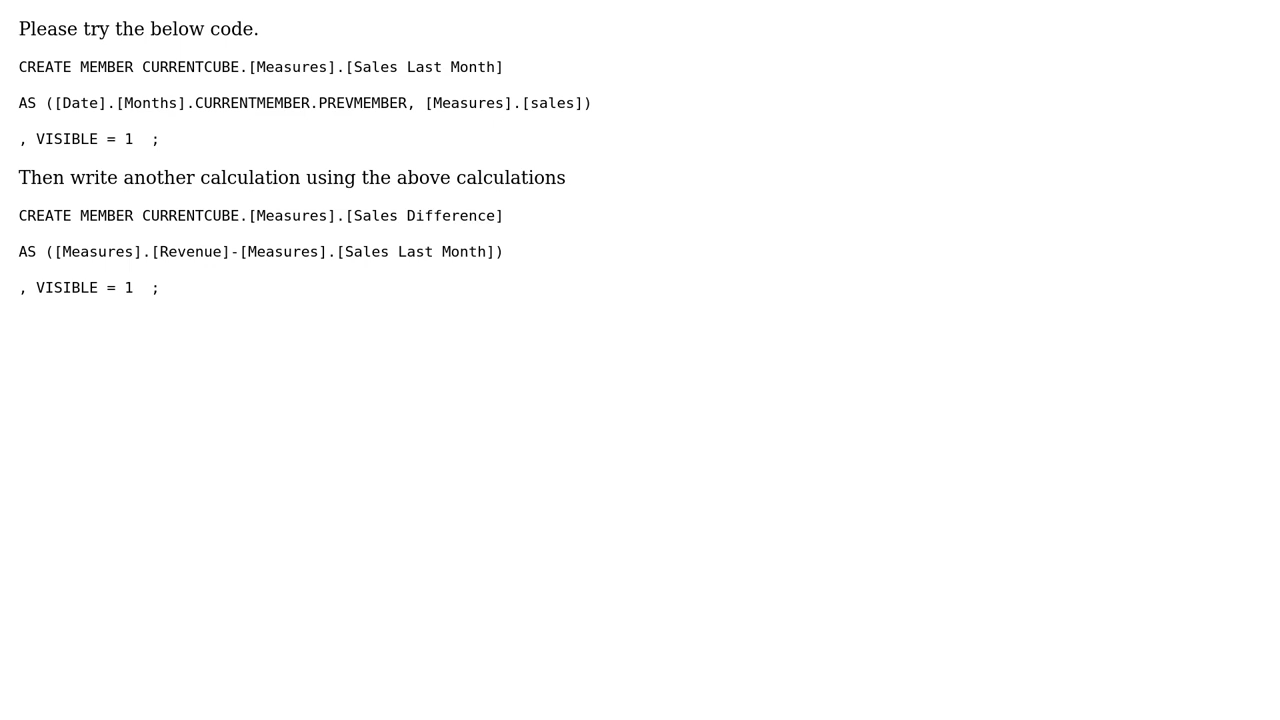 Please try the below code.
CREATE MEMBER CURRENTCUBE.[Measures].[Sales Last Month]
AS ([Date].[Months].CURRENTMEMBER.PREVMEMBER, [Measures].[sales])
, VISIBLE = 1  ;
Then write another calculation using the above calculations
CREATE MEMBER CURRENTCUBE.[Measures].[Sales Difference]
AS ([Measures].[Revenue]-[Measures].[Sales Last Month])
, VISIBLE = 1  ;